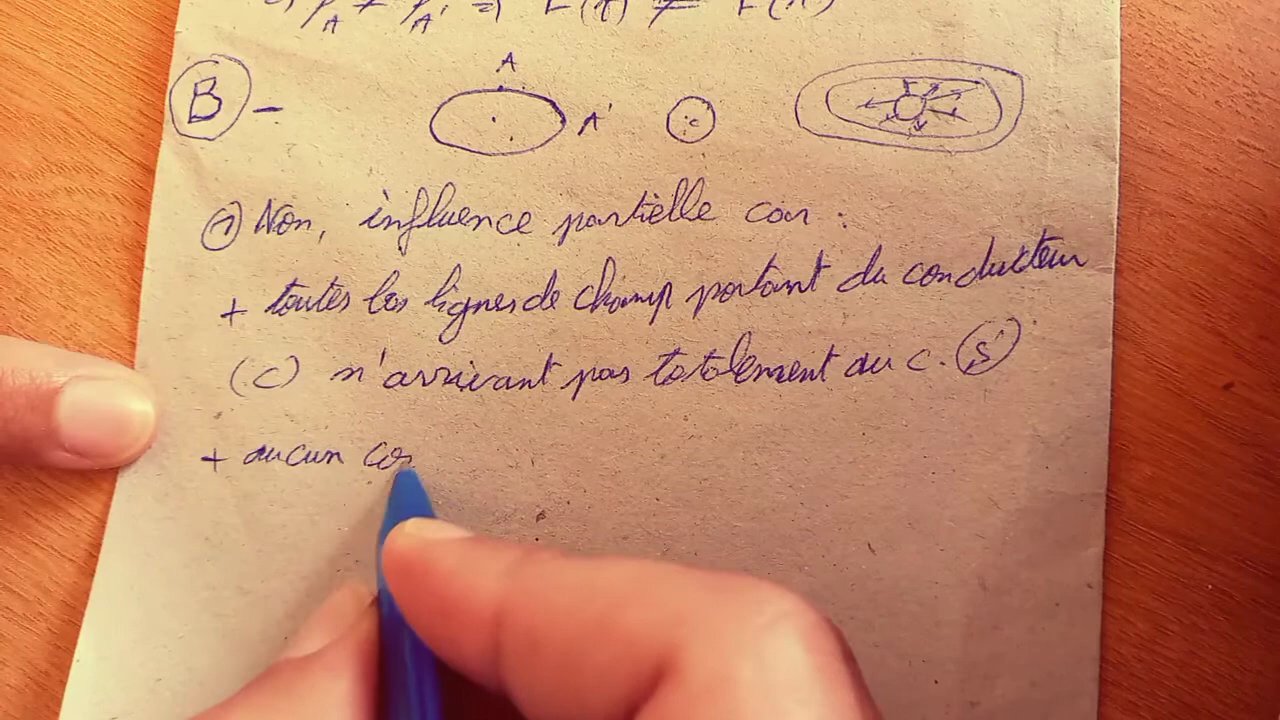 B -
A
A'
c
① Non, influence partielle car :
+ toutes les lignes de champ partant du conducteur
(C) n'arrivant pas totalement au c. (S')
+ aucun co